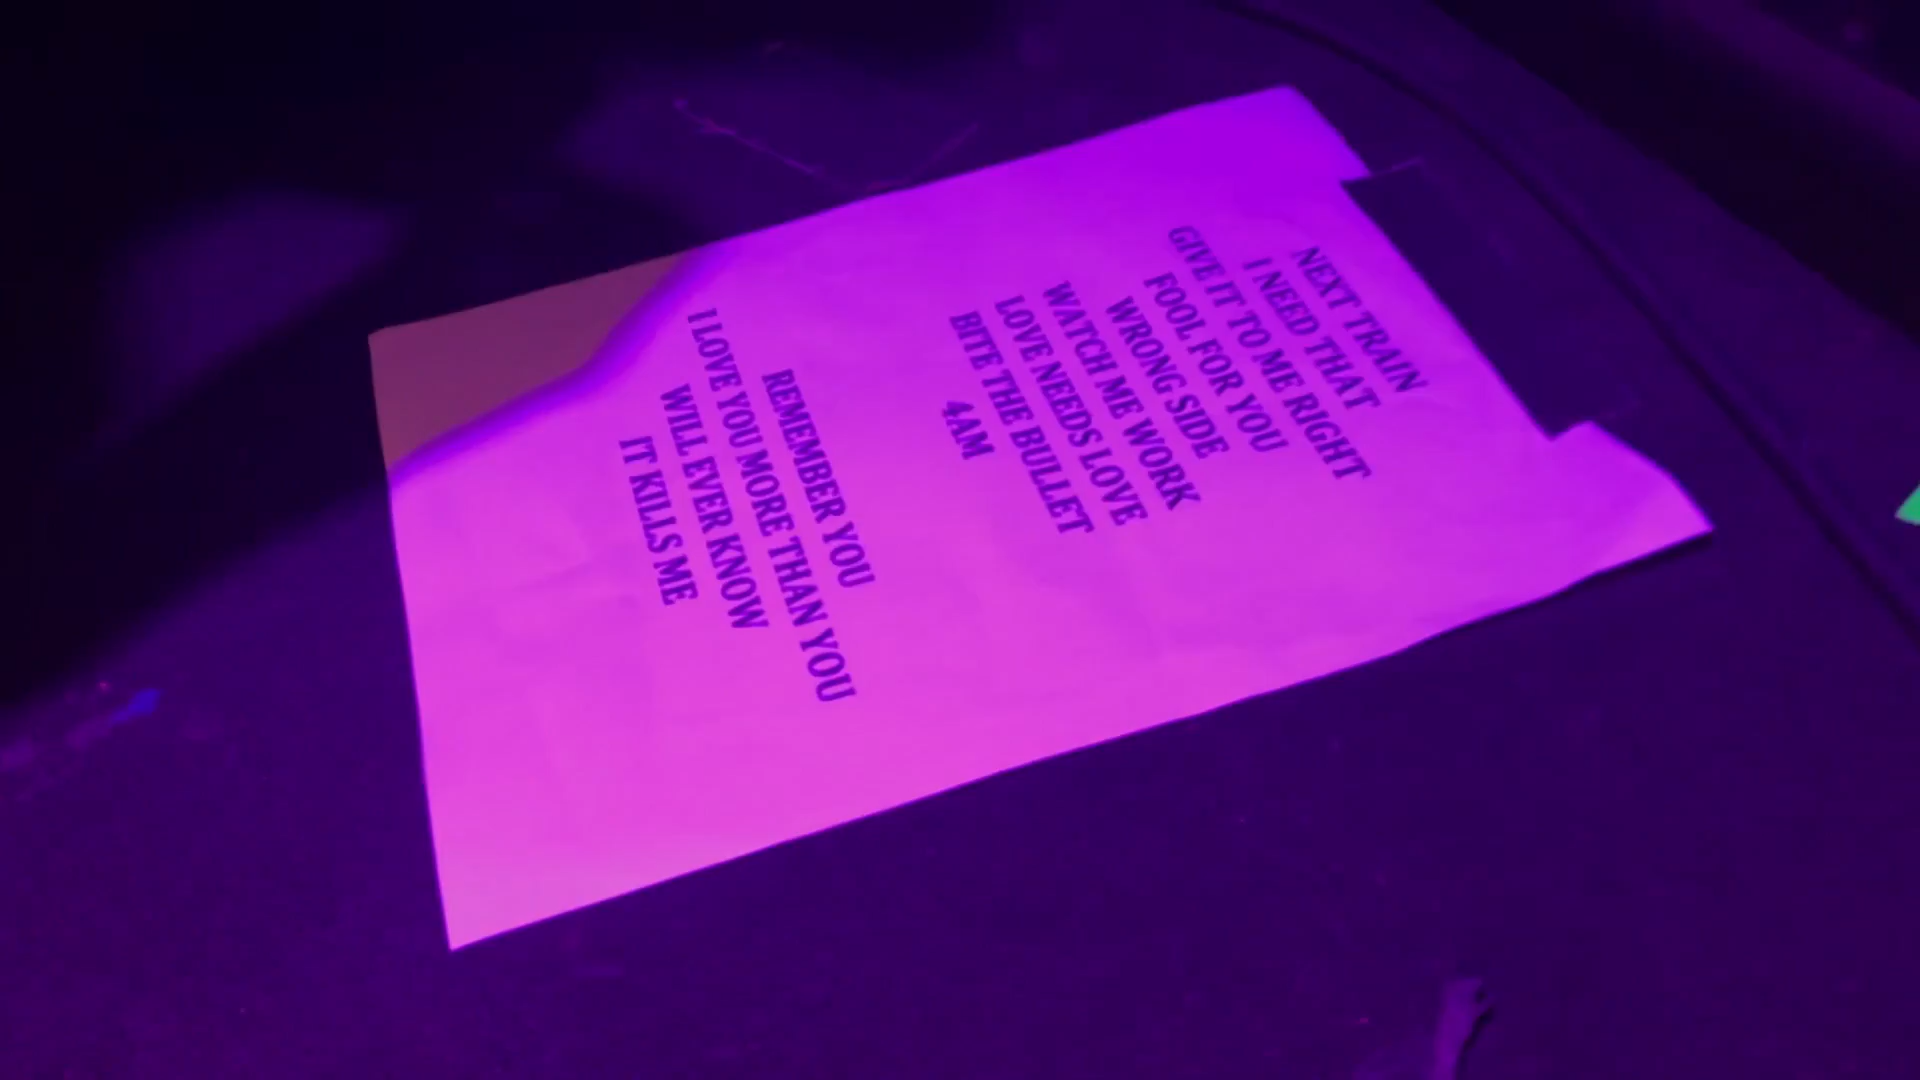 NEXT TRAIN
I NEED THAT
GIVE IT TO ME RIGHT
FOOL FOR YOU
WRONG SIDE
WATCH ME WORK
LOVE NEEDS LOVE
BITE THE BULLET
4AM
REMEMBER YOU
I LOVE YOU MORE THAN YOU
WILL EVER KNOW
IT KILLS ME